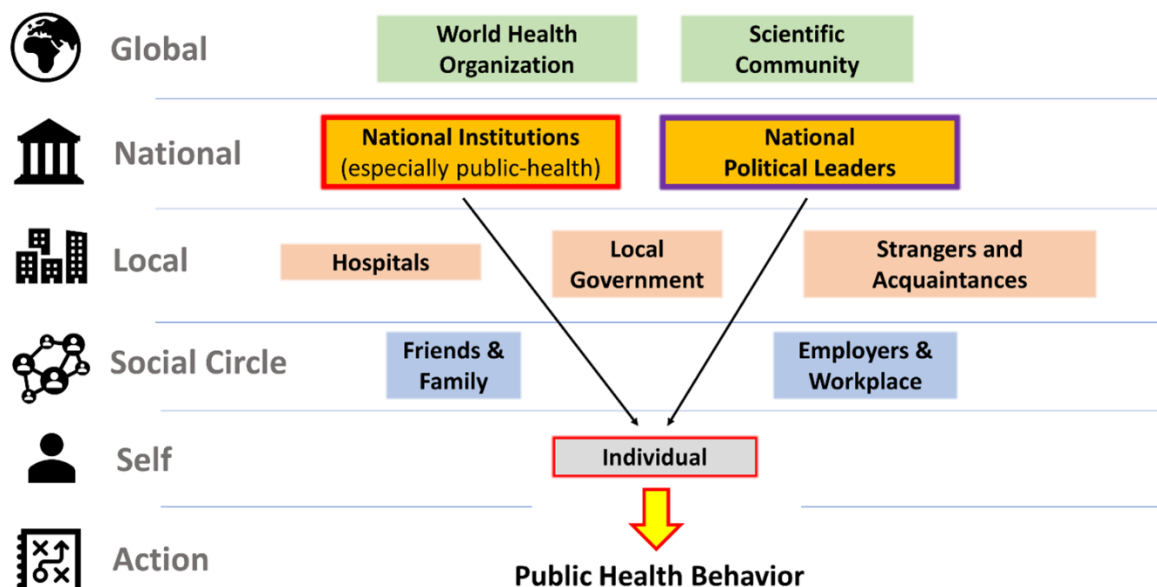 Global
World Health
Organization
Scientific
Community
National
National Institutions
(especially public-health)
National
Political Leaders
Local
Hospitals
Local
Government
Strangers and
Acquaintances
Social Circle
Friends &
Family
Employers &
Workplace
Self
Individual
Action
Public Health Behavior